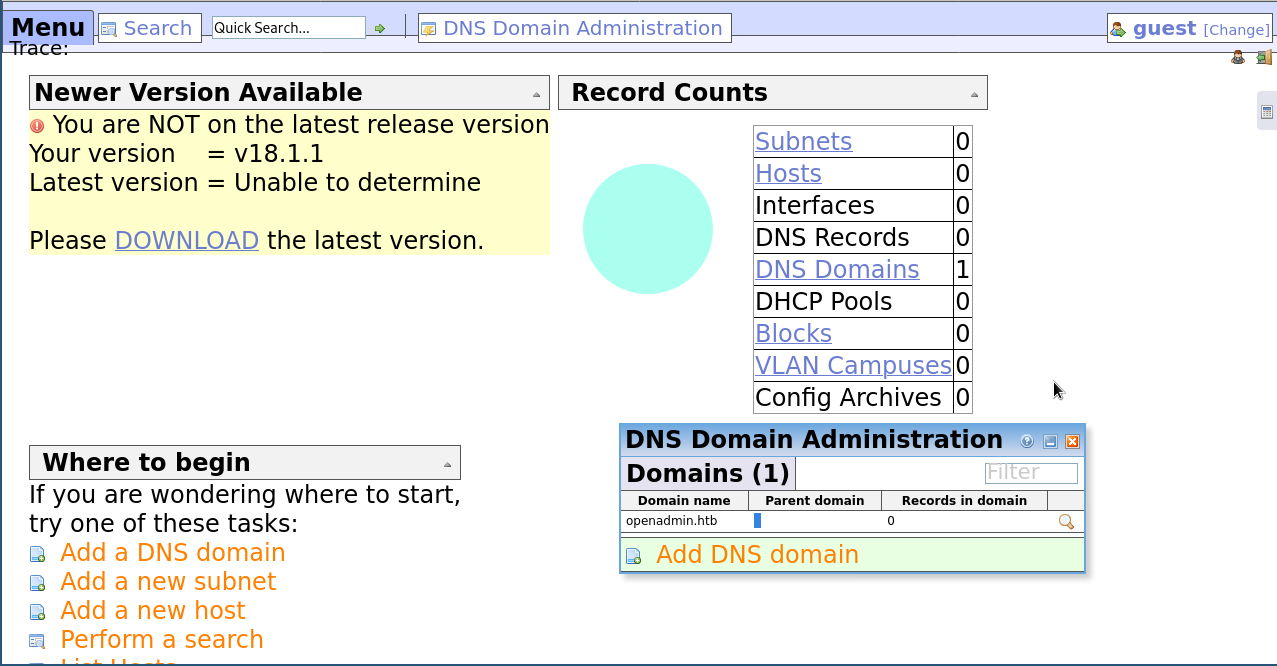 Menu Search Quick Search... DNS Domain Administration guest [Change]
Trace:
Newer Version Available
You are NOT on the latest release version
Your version = v18.1.1
Latest version = Unable to determine
Please DOWNLOAD the latest version.
Record Counts
Subnets 0
Hosts 0
Interfaces 0
DNS Records 0
DNS Domains 1
DHCP Pools 0
Blocks 0
VLAN Campuses 0
Config Archives 0
Where to begin
If you are wondering where to start,
try one of these tasks:
Add a DNS domain
Add a new subnet
Add a new host
Perform a search
List Hosts
DNS Domain Administration
Domains (1) Filter
Domain name Parent domain Records in domain
openadmin.htb 0
Add DNS domain